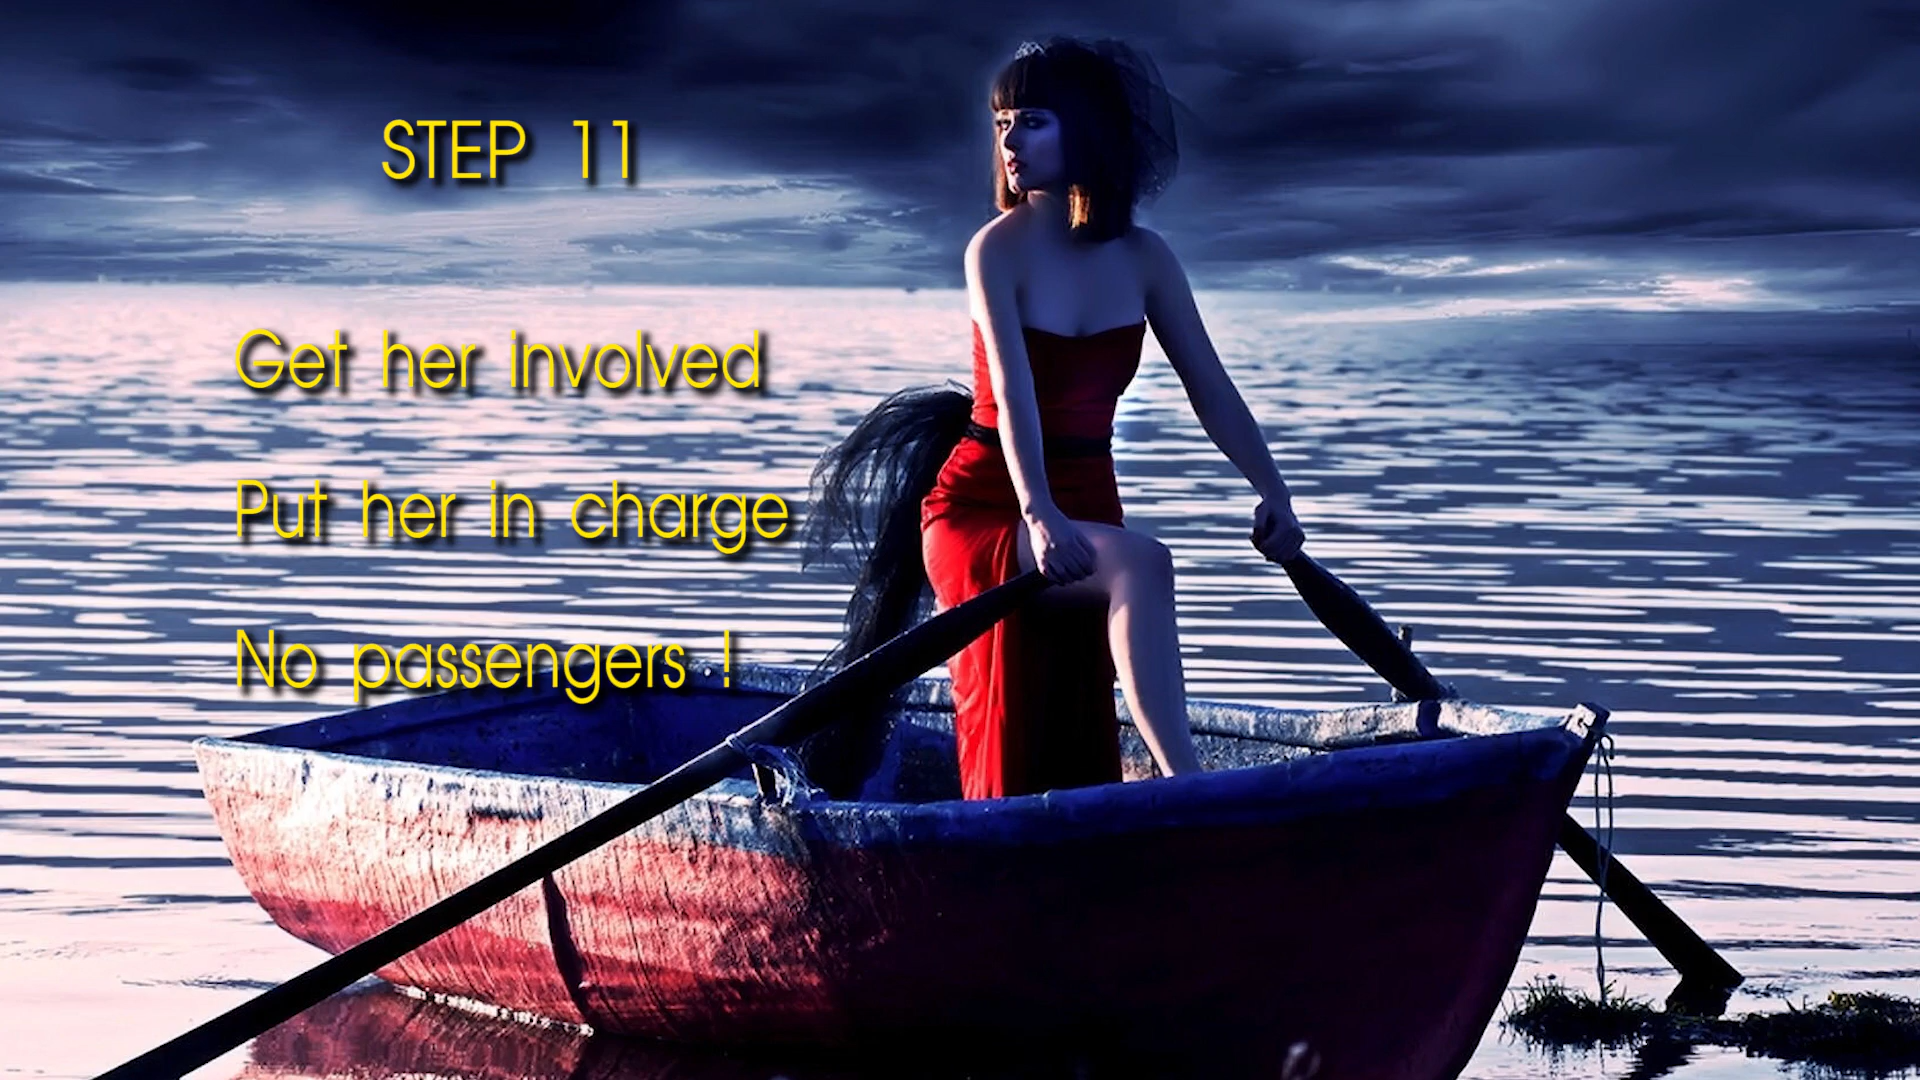 STEP 11
Get her involved
Put her in charge
No passengers !